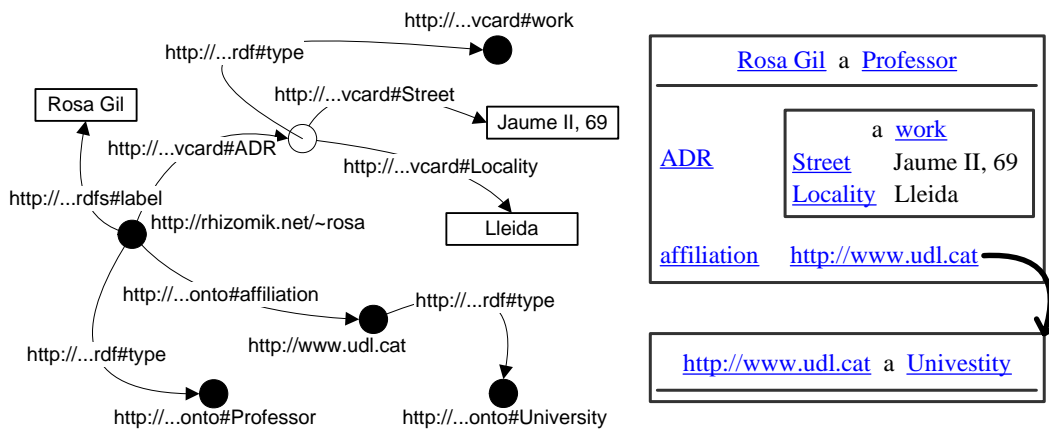 http://...vcard#work
http://...rdf#type
http://...vcard#Street
Rosa Gil
Jaume II, 69
http://...vcard#ADR
http://...vcard#Locality
http://...rdfs#label
http://rhizomik.net/~rosa
Lleida
http://...onto#affiliation
http://...rdf#type
http://www.udl.cat
http://...rdf#type
http://...onto#Professor
http://...onto#University
Rosa Gil a Professor
a work
ADR
Street Jaume II, 69
Locality Lleida
affiliation http://www.udl.cat
http://www.udl.cat a Univestity